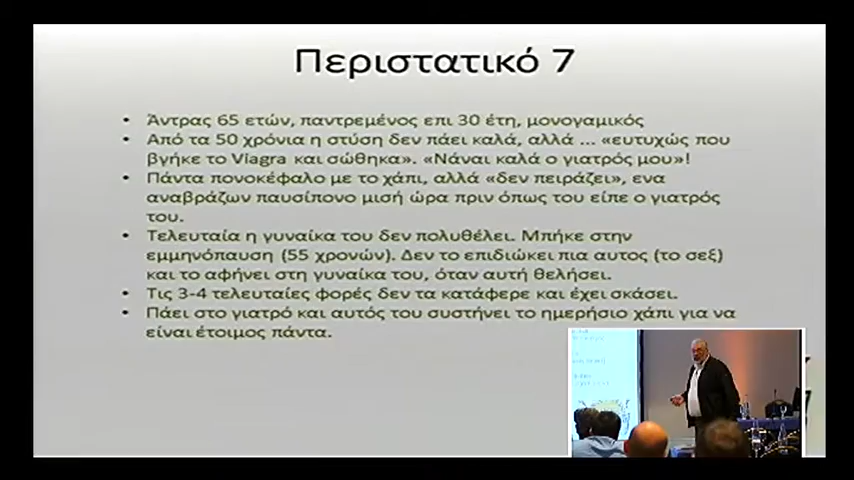 Περιστατικό 7
• Άντρας 65 ετών, παντρεμένος επι 30 έτη, μονογαμικός
• Από τα 50 χρόνια η στύση δεν πάει καλά, αλλά ... «ευτυχώς που
βγήκε το Viagra και σώθηκα». «Νάναι καλά ο γιατρός μου»!
• Πάντα πονοκέφαλο με το χάπι, αλλά «δεν πειράζει», ενα
αναβράζων παυσίπονο μισή ώρα πριν όπως του είπε ο γιατρός
του.
• Τελευταία η γυναίκα του δεν πολυθέλει. Μπήκε στην
εμμηνόπαυση (55 χρονών). Δεν το επιδιώκει πια αυτος (το σεξ)
και το αφήνει στη γυναίκα του, όταν αυτή θελήσει.
• Τις 3-4 τελευταίες φορές δεν τα κατάφερε και έχει σκάσει.
• Πάει στο γιατρό και αυτός του συστήνει το ημερήσιο χάπι για να
είναι έτοιμος πάντα.